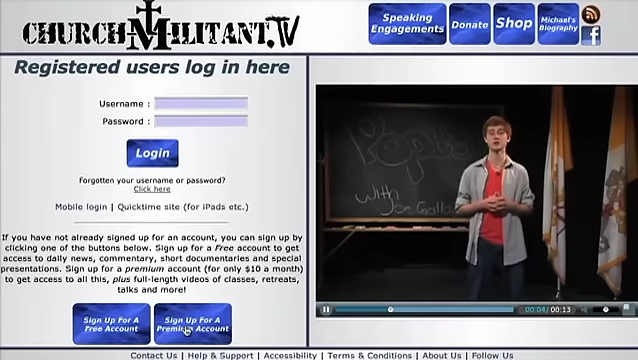 CHURCH MILITANT.TV
Speaking
Engagements
Donate
Shop
Michael's
Biography
Registered users log in here
Username :
Password :
Login
Forgotten your username or password?
Click here
Mobile login | Quicktime site (for iPads etc.)
If you have not already signed up for an account, you can sign up by
clicking one of the buttons below. Sign up for a Free account to get
access to daily news, commentary, short documentaries and special
presentations. Sign up for a premium account (for only $10 a month)
to get access to all this, plus full-length videos of classes, retreats,
talks and more!
Sign Up For A
Free Account
Sign Up For A
Premium Account
with
Joe Gallo
00:04 / 00:13
Contact Us | Help & Support | Accessibility | Terms & Conditions | About Us | Follow Us